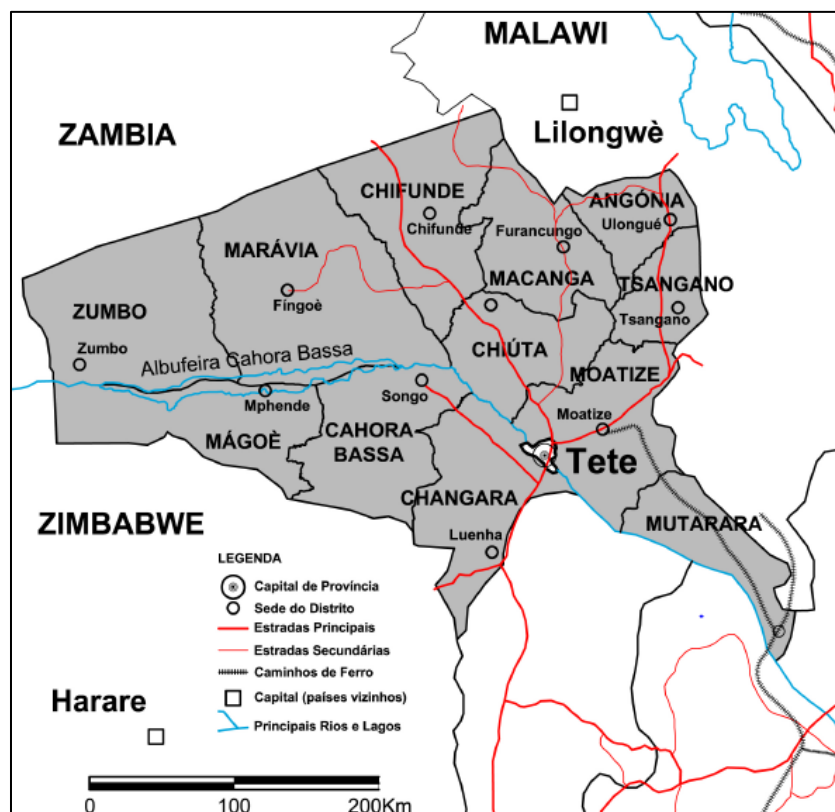 MALAWI
ZAMBIA
Lilongwè
CHIFUNDE
Chifunde
ANGÓNIA
Ulongué
Furancungo
MARÁVIA
MACANGA
TSANGANO
Tsangano
Fíngoè
ZUMBO
Zumbo
Albufeira Cahora Bassa
CHIÚTA
MOATIZE
Moatize
Songo
Mphende
MÁGOÈ
CAHORA
BASSA
Tete
CHANGARA
MUTARARA
ZIMBABWE
Luenha
LEGENDA
Capital de Província
Sede do Distrito
Estradas Principais
Estradas Secundárias
Caminhos de Ferro
Capital (países vizinhos)
Principais Rios e Lagos
Harare
0 100 200Km